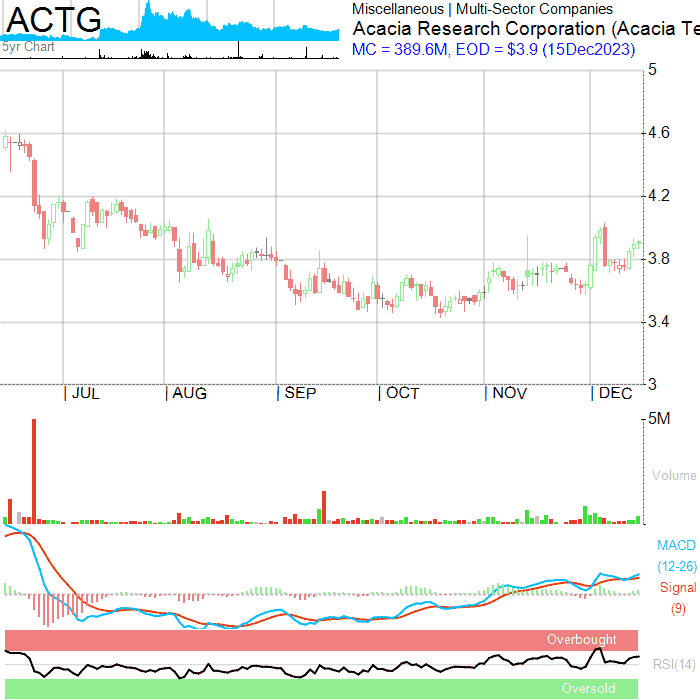 ACTG
5yr Chart
Miscellaneous | Multi-Sector Companies
Acacia Research Corporation (Acacia Te
MC = 389.6M, EOD = $3.9 (15Dec2023)
5
4.6
4.2
3.8
3.4
3
| JUL | AUG | SEP | OCT | NOV | DEC
5M
Volume
MACD
(12-26)
Signal
(9)
Overbought
RSI(14)
Oversold